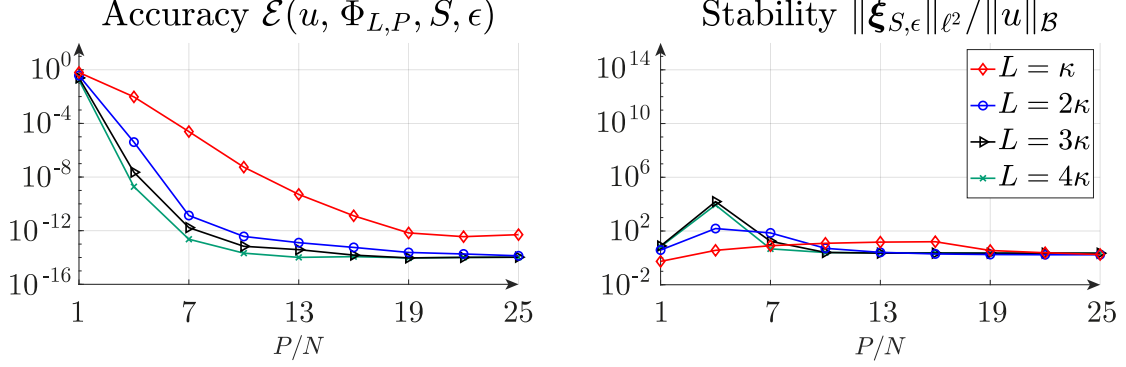 Accuracy ℰ(u, Φ_{L,P}, S, ϵ)
10^0
10^{-4}
10^{-8}
10^{-12}
10^{-16}
1 7 13 19 25
P/N
Stability ‖ξ_{S,ϵ}‖_{ℓ^2}/‖u‖_ℬ
10^{14}
10^{10}
10^6
10^2
10^{-2}
L = κ
L = 2κ
L = 3κ
L = 4κ
1 7 13 19 25
P/N